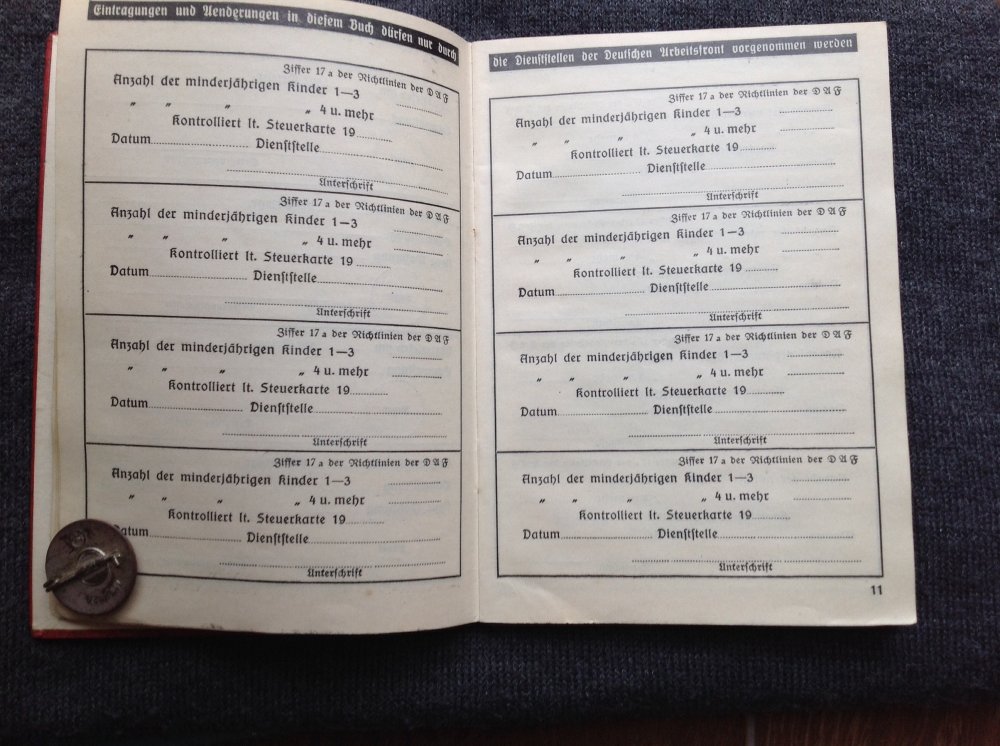 Eintragungen und Aenderungen in diesem Buch dürfen nur durch
Ziffer 17a der Richtlinien der DAF
Anzahl der minderjährigen Kinder 1—3
„ „ „ „ 4 u. mehr
Kontrolliert lt. Steuerkarte 19
Datum Dienststelle
Unterschrift
Ziffer 17a der Richtlinien der DAF
Anzahl der minderjährigen Kinder 1—3
„ „ „ „ 4 u. mehr
Kontrolliert lt. Steuerkarte 19
Datum Dienststelle
Unterschrift
Ziffer 17a der Richtlinien der DAF
Anzahl der minderjährigen Kinder 1—3
„ „ „ „ 4 u. mehr
Kontrolliert lt. Steuerkarte 19
Datum Dienststelle
Unterschrift
Ziffer 17a der Richtlinien der DAF
Anzahl der minderjährigen Kinder 1—3
„ „ „ „ 4 u. mehr
Kontrolliert lt. Steuerkarte 19
Datum Dienststelle
Unterschrift
die Dienststellen der Deutschen Arbeitsfront vorgenommen werden
Ziffer 17a der Richtlinien der DAF
Anzahl der minderjährigen Kinder 1—3
„ „ „ „ 4 u. mehr
Kontrolliert lt. Steuerkarte 19
Datum Dienststelle
Unterschrift
Ziffer 17a der Richtlinien der DAF
Anzahl der minderjährigen Kinder 1—3
„ „ „ „ 4 u. mehr
Kontrolliert lt. Steuerkarte 19
Datum Dienststelle
Unterschrift
Ziffer 17a der Richtlinien der DAF
Anzahl der minderjährigen Kinder 1—3
„ „ „ „ 4 u. mehr
Kontrolliert lt. Steuerkarte 19
Datum Dienststelle
Unterschrift
Ziffer 17a der Richtlinien der DAF
Anzahl der minderjährigen Kinder 1—3
„ „ „ „ 4 u. mehr
Kontrolliert lt. Steuerkarte 19
Datum Dienststelle
Unterschrift
11